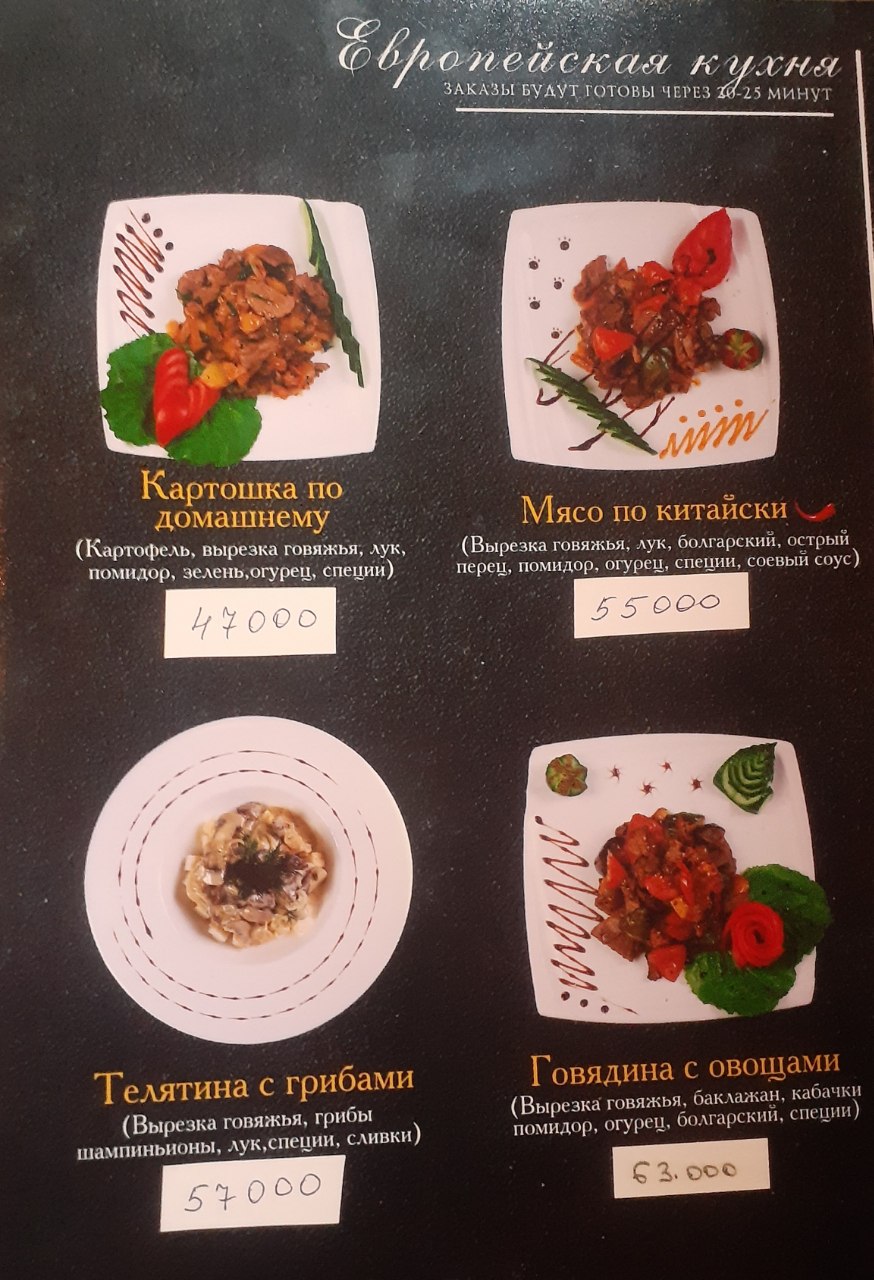 Европейская кухня
ЗАКАЗЫ БУДУТ ГОТОВЫ ЧЕРЕЗ 20-25 МИНУТ
Картошка по
домашнему
(Картофель, вырезка говяжья, лук,
помидор, зелень,огурец, специи)
47000
Мясо по китайски
(Вырезка говяжья, лук, болгарский, острый
перец, помидор, огурец, специи, соевый соус)
55000
Телятина с грибами
(Вырезка говяжья, грибы
шампиньионы, лук,специи, сливки)
57000
Говядина с овощами
(Вырезка говяжья, баклажан, кабачки
помидор, огурец, болгарский, специи)
63.000